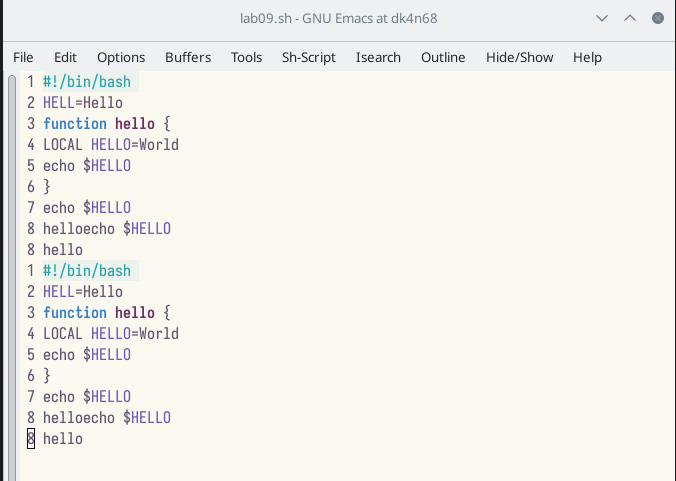 lab09.sh - GNU Emacs at dk4n68
File Edit Options Buffers Tools Sh-Script Isearch Outline Hide/Show Help
1 #!/bin/bash
2 HELL=Hello
3 function hello {
4 LOCAL HELLO=World
5 echo $HELLO
6 }
7 echo $HELLO
8 helloecho $HELLO
8 hello
1 #!/bin/bash
2 HELL=Hello
3 function hello {
4 LOCAL HELLO=World
5 echo $HELLO
6 }
7 echo $HELLO
8 helloecho $HELLO
8 hello